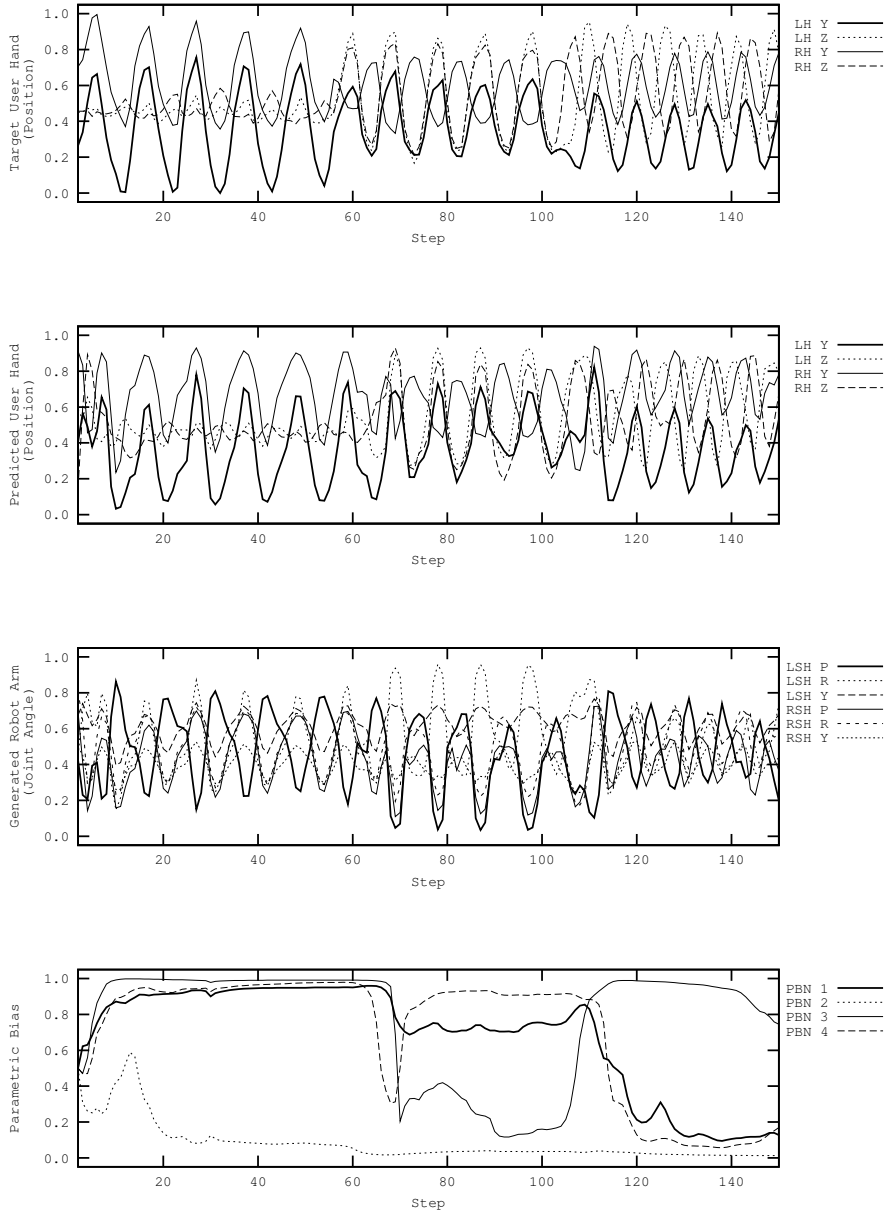 Target User Hand
(Position)
1.0
0.8
0.6
0.4
0.2
0.0
20 40 60 80 100 120 140
Step
LH Y
LH Z
RH Y
RH Z
Predicted User Hand
(Position)
1.0
0.8
0.6
0.4
0.2
0.0
20 40 60 80 100 120 140
Step
LH Y
LH Z
RH Y
RH Z
Generated Robot Arm
(Joint Angle)
1.0
0.8
0.6
0.4
0.2
0.0
20 40 60 80 100 120 140
Step
LSH P
LSH R
LSH Y
RSH P
RSH R
RSH Y
Parametric Bias
1.0
0.8
0.6
0.4
0.2
0.0
20 40 60 80 100 120 140
Step
PBN 1
PBN 2
PBN 3
PBN 4